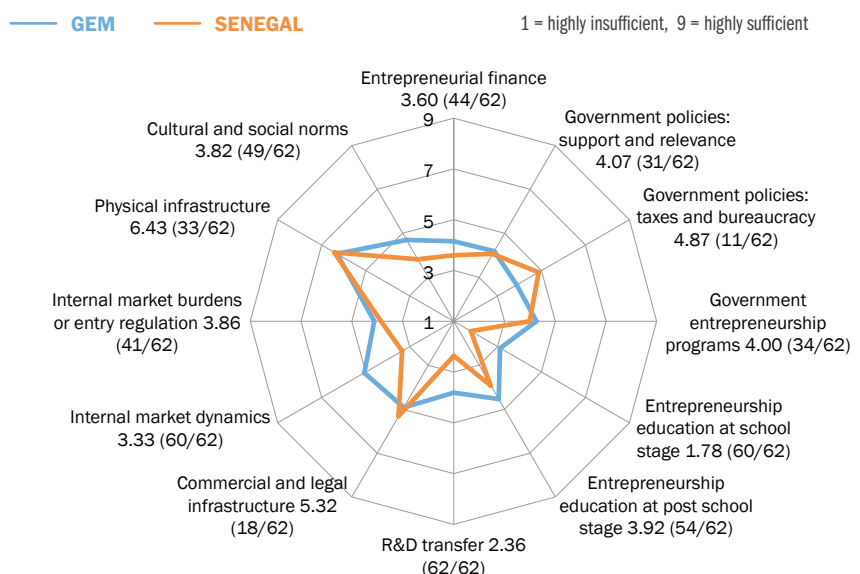 GEM
SENEGAL
1 = highly insufficient, 9 = highly sufficient
Entrepreneurial finance
3.60 (44/62)
Government policies:
support and relevance
4.07 (31/62)
Government policies:
taxes and bureaucracy
4.87 (11/62)
Government
entrepreneurship
programs 4.00 (34/62)
Entrepreneurship
education at school
stage 1.78 (60/62)
Entrepreneurship
education at post school
stage 3.92 (54/62)
R&D transfer 2.36
(62/62)
Commercial and legal
infrastructure 5.32
(18/62)
Internal market dynamics
3.33 (60/62)
Internal market burdens
or entry regulation 3.86
(41/62)
Physical infrastructure
6.43 (33/62)
Cultural and social norms
3.82 (49/62)
9
7
5
3
1